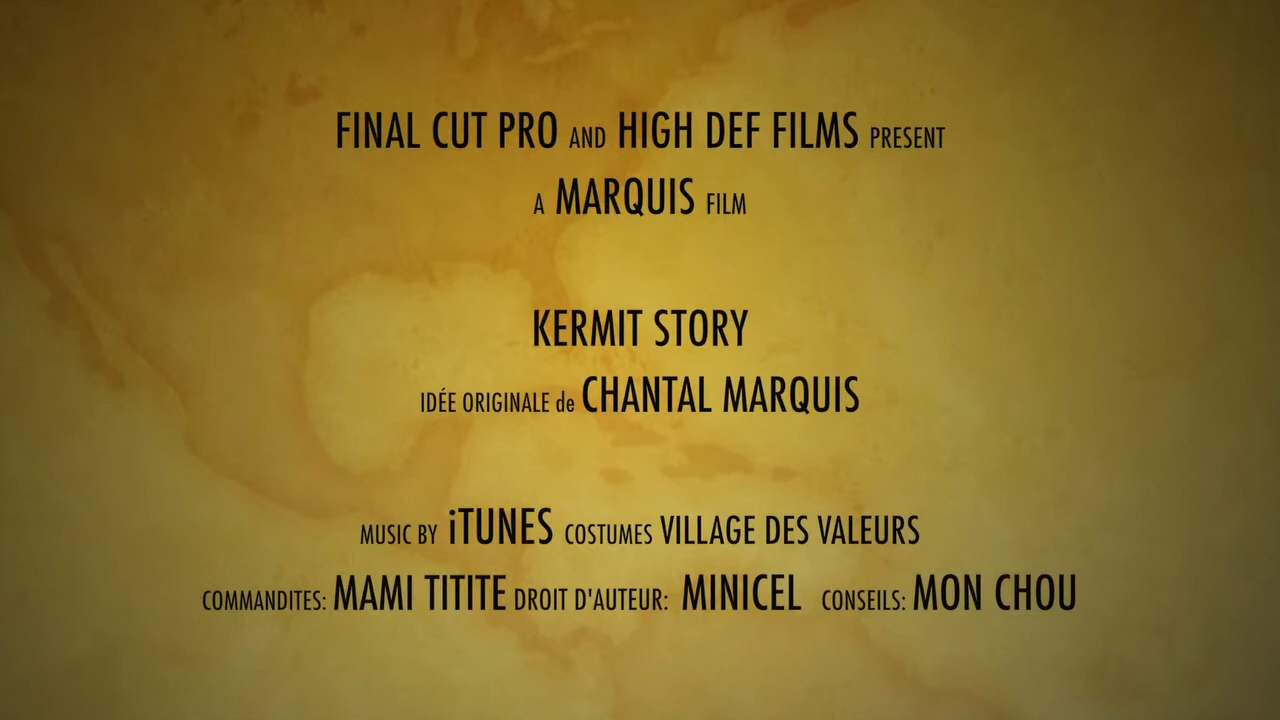 FINAL CUT PRO AND HIGH DEF FILMS PRESENT
A MARQUIS FILM
KERMIT STORY
IDÉE ORIGINALE de CHANTAL MARQUIS
MUSIC BY iTUNES COSTUMES VILLAGE DES VALEURS
COMMANDITES: MAMI TITITE DROIT D'AUTEUR: MINICEL CONSEILS: MON CHOU